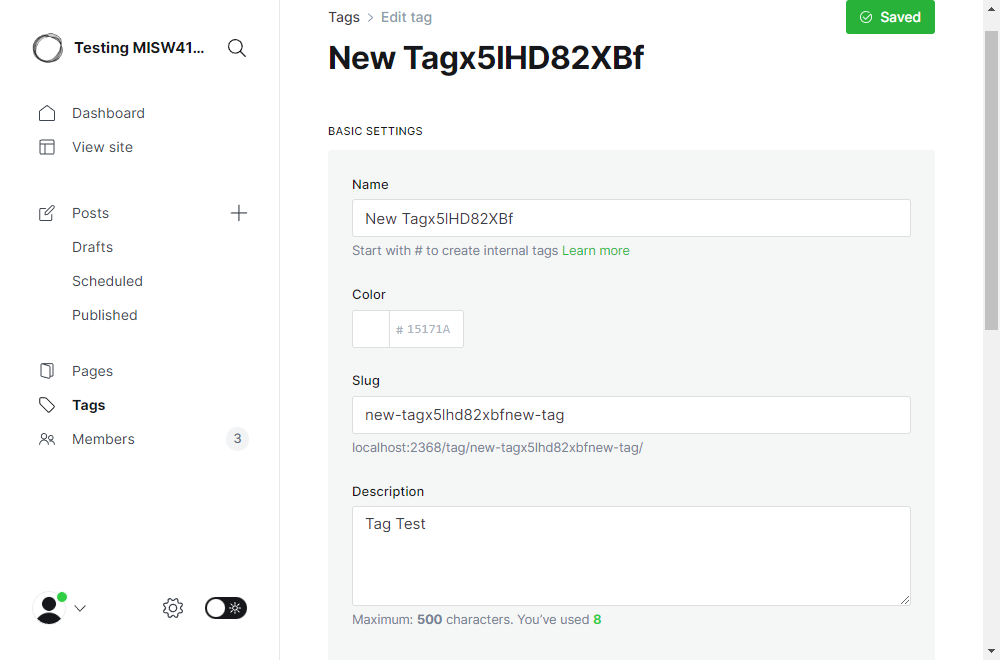 Testing MISW41...
Dashboard
View site
Posts
Drafts
Scheduled
Published
Pages
Tags
Members 3
Tags > Edit tag
Saved
New Tagx5lHD82XBf
BASIC SETTINGS
Name
New Tagx5lHD82XBf
Start with # to create internal tags Learn more
Color
# 15171A
Slug
new-tagx5lhd82xbfnew-tag
localhost:2368/tag/new-tagx5lhd82xbfnew-tag/
Description
Tag Test
Maximum: 500 characters. You’ve used 8